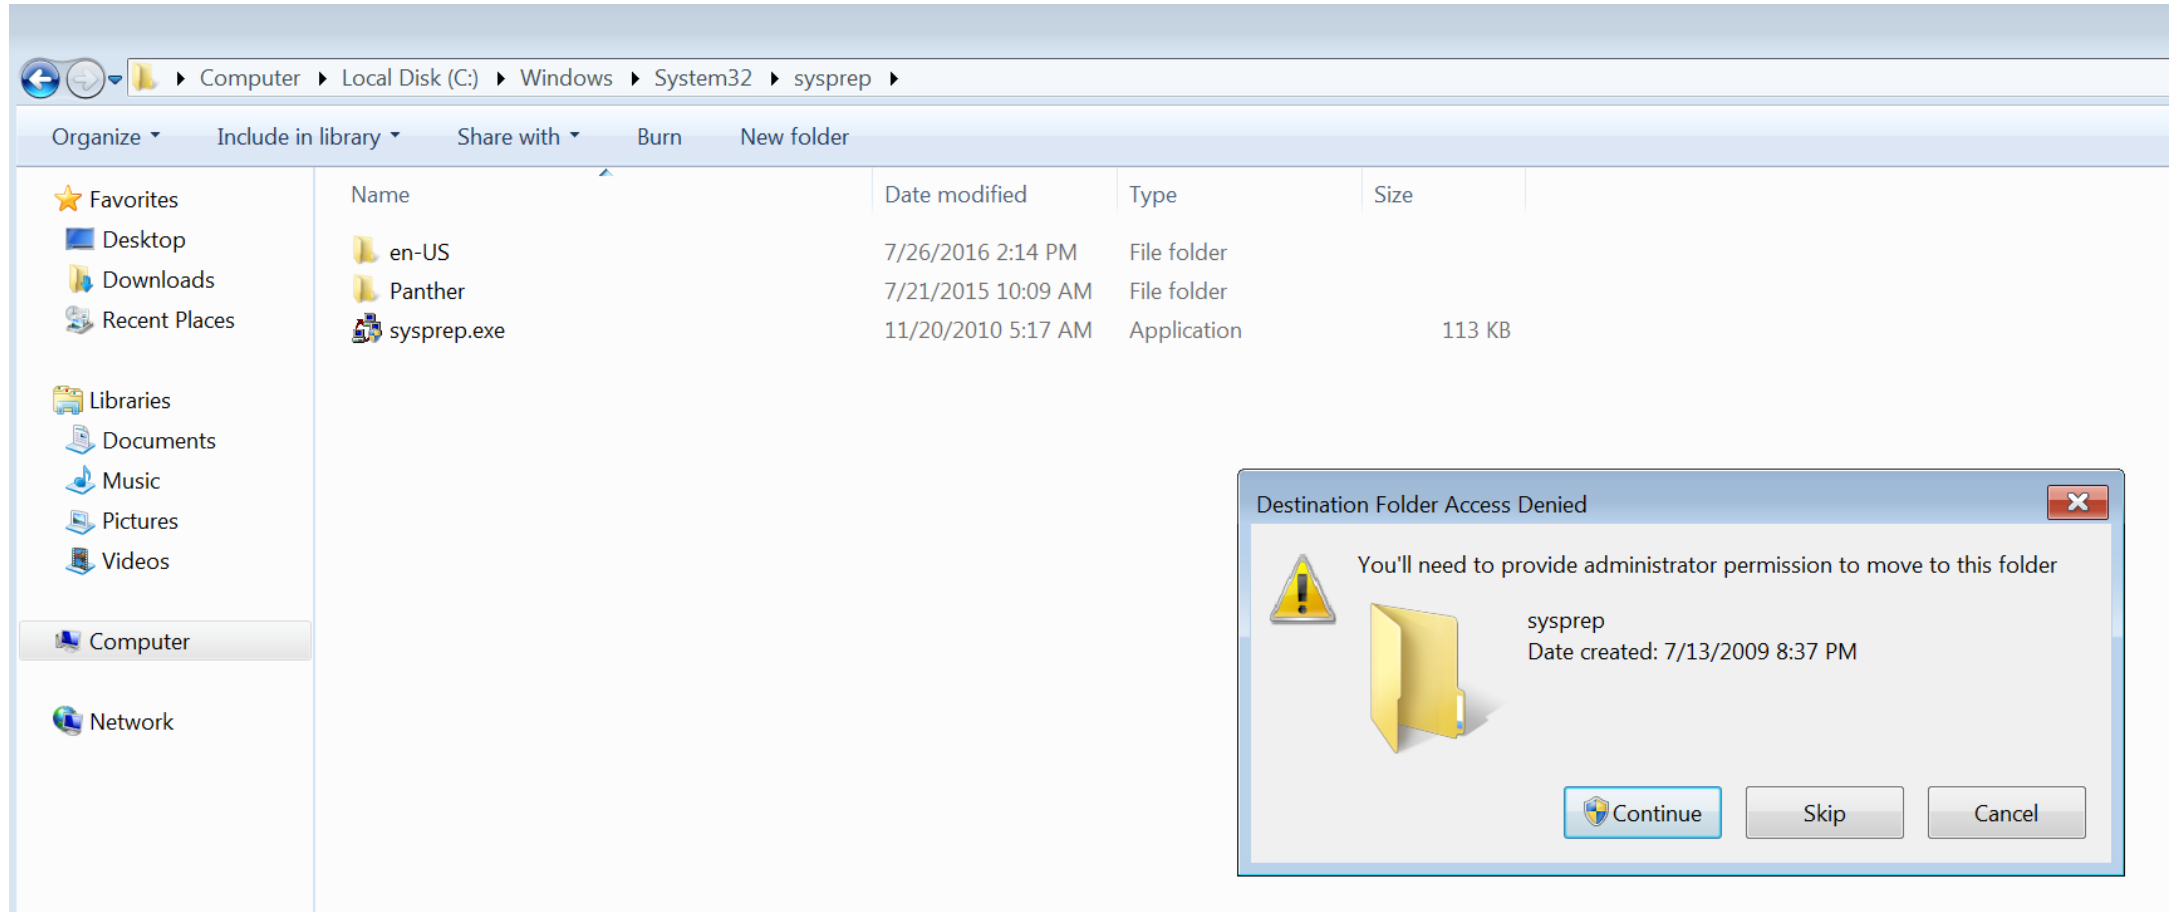 Computer Local Disk (C:) Windows System32 sysprep
Organize Include in library Share with Burn New folder
Favorites
Desktop
Downloads
Recent Places
Libraries
Documents
Music
Pictures
Videos
Computer
Network
Name Date modified Type Size
en-US 7/26/2016 2:14 PM File folder
Panther 7/21/2015 10:09 AM File folder
sysprep.exe 11/20/2010 5:17 AM Application 113 KB
Destination Folder Access Denied
You'll need to provide administrator permission to move to this folder
sysprep
Date created: 7/13/2009 8:37 PM
Continue Skip Cancel